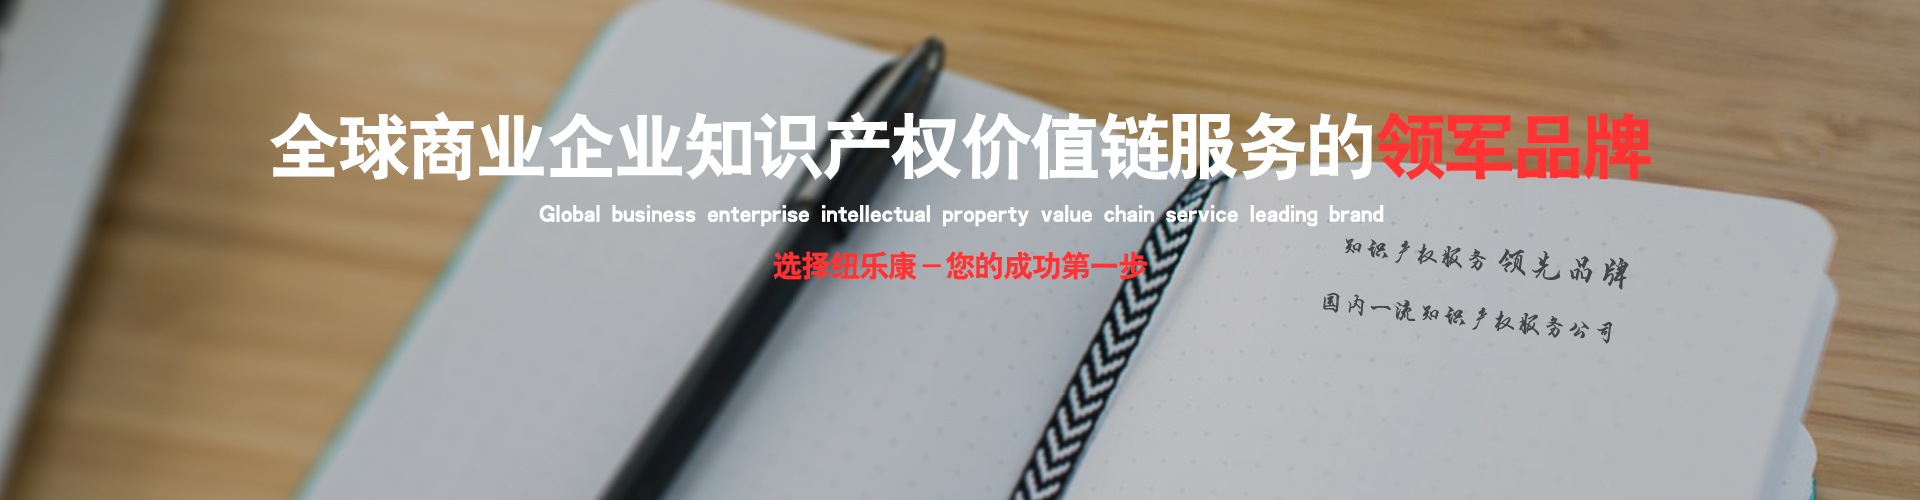 全球商业企业知识产权价值链服务的领军品牌
Global business enterprise intellectual property value chain service leading brand
选择纽乐康－您的成功第一步
知识产权服务 领先品牌
国内一流知识产权服务公司